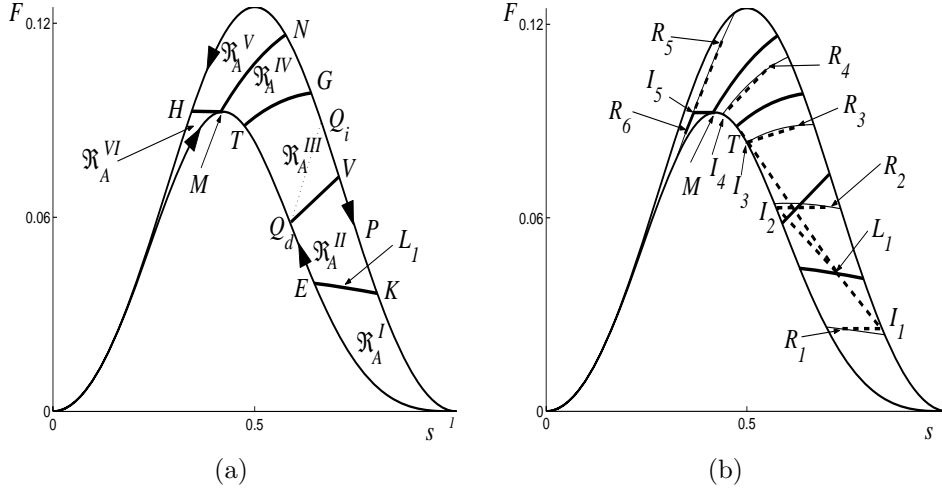 F
0.12
0.06
0
0
0.5
1
s
H
M
N
G
T
Q_i
V
P
Q_d
E
K
L_1
ℜ_A^V
ℜ_A^IV
ℜ_A^III
ℜ_A^VI
ℜ_A^II
ℜ_A^I
(a)
F
0.12
0.06
0
0
0.5
s
R_5
I_5
R_6
M
I_4
T
I_3
R_4
R_3
R_2
I_2
L_1
I_1
R_1
(b)